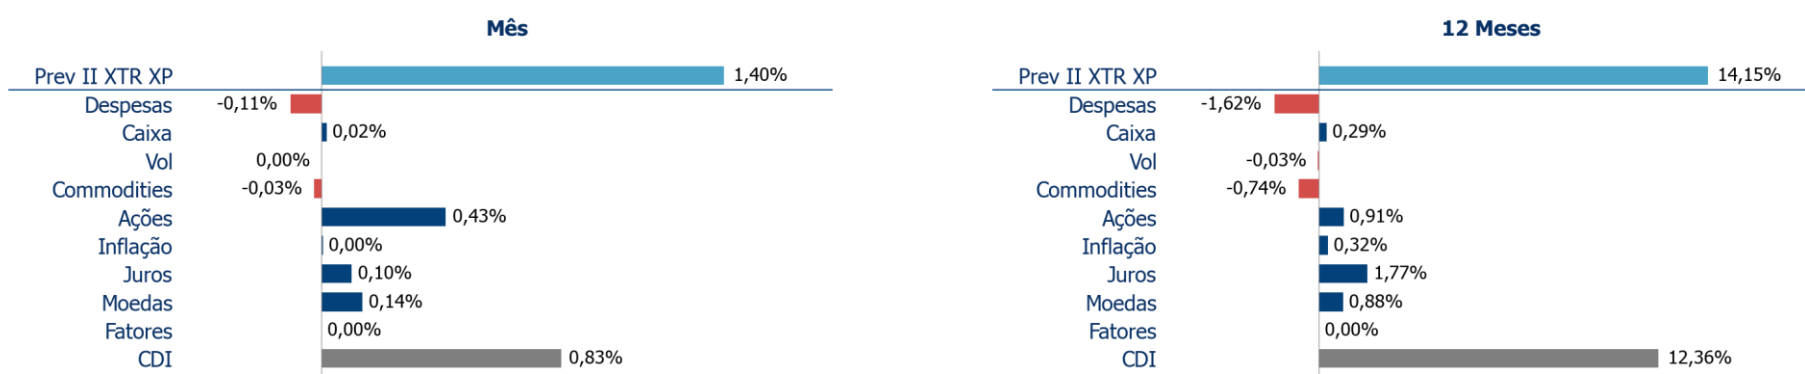 Mês
Prev II XTR XP 1,40%
Despesas -0,11%
Caixa 0,02%
Vol 0,00%
Commodities -0,03%
Ações 0,43%
Inflação 0,00%
Juros 0,10%
Moedas 0,14%
Fatores 0,00%
CDI 0,83%
12 Meses
Prev II XTR XP 14,15%
Despesas -1,62%
Caixa 0,29%
Vol -0,03%
Commodities -0,74%
Ações 0,91%
Inflação 0,32%
Juros 1,77%
Moedas 0,88%
Fatores 0,00%
CDI 12,36%